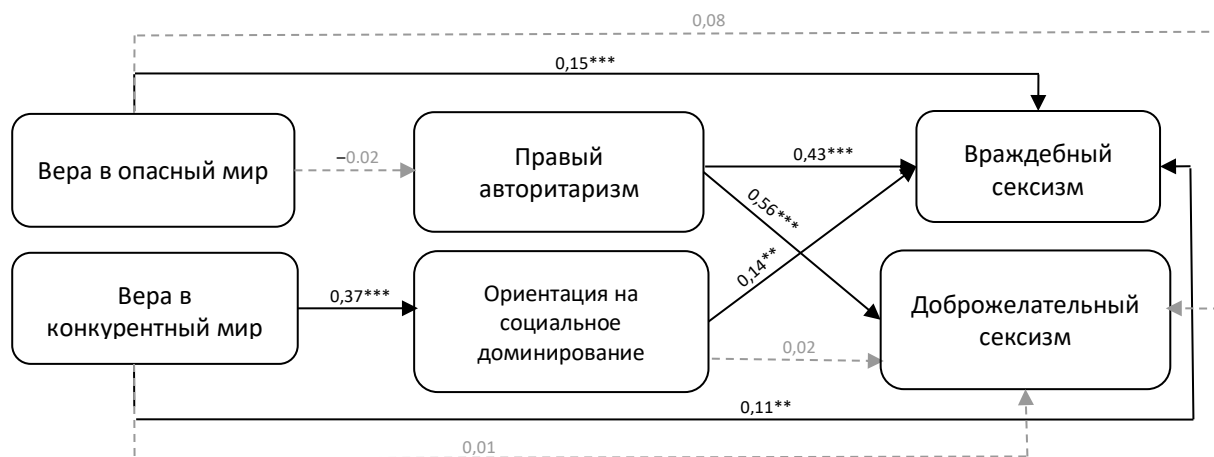 0,08
0,15***
Вера в опасный мир
–0.02
Правый
авторитаризм
0,43***
Враждебный
сексизм
0,56***
0,14**
Вера в
конкурентный мир
0,37***
Ориентация на
социальное
доминирование
0,02
Доброжелательный
сексизм
0,11**
0,01